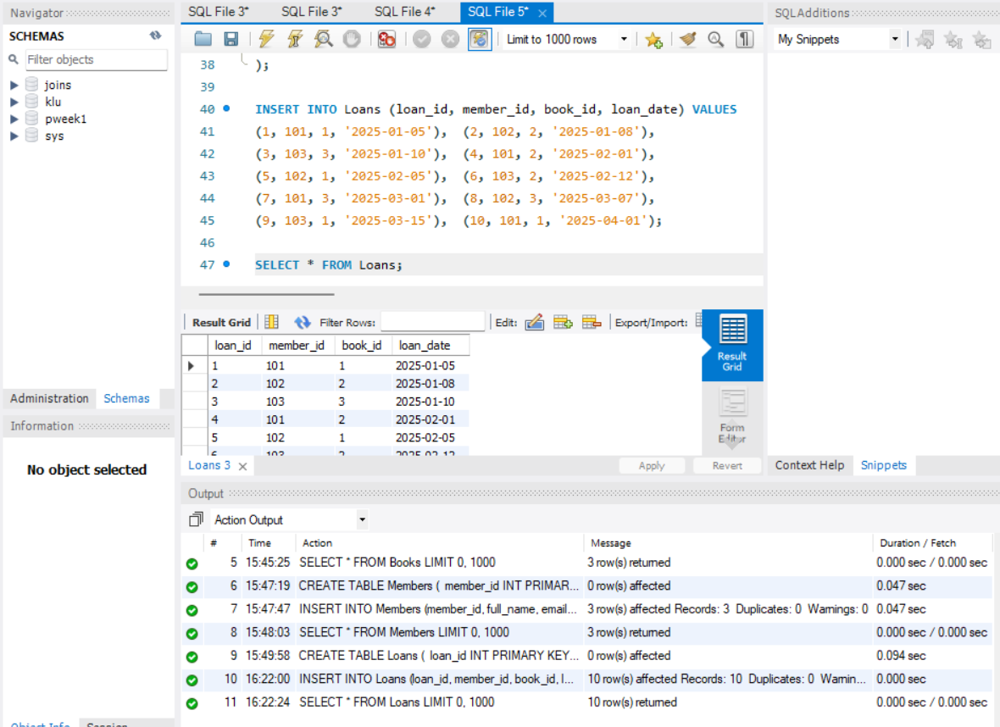 Navigator
SCHEMAS
Filter objects
joins
klu
pweek1
sys
Administration Schemas
Information
No object selected
Object Info Session
SQL File 3* SQL File 3* SQL File 4* SQL File 5*
Limit to 1000 rows
38 );
39
40 INSERT INTO Loans (loan_id, member_id, book_id, loan_date) VALUES
41 (1, 101, 1, '2025-01-05'), (2, 102, 2, '2025-01-08'),
42 (3, 103, 3, '2025-01-10'), (4, 101, 2, '2025-02-01'),
43 (5, 102, 1, '2025-02-05'), (6, 103, 2, '2025-02-12'),
44 (7, 101, 3, '2025-03-01'), (8, 102, 3, '2025-03-07'),
45 (9, 103, 1, '2025-03-15'), (10, 101, 1, '2025-04-01');
46
47 SELECT * FROM Loans;
Result Grid Filter Rows: Edit: Export/Import:
loan_id member_id book_id loan_date
1 101 1 2025-01-05
2 102 2 2025-01-08
3 103 3 2025-01-10
4 101 2 2025-02-01
5 102 1 2025-02-05
6 103 2 2025-02-12
Result
Grid
Form
Editor
Loans 3 Apply Revert
SQLAdditions
My Snippets
Context Help Snippets
Output
Action Output
# Time Action Message Duration / Fetch
5 15:45:25 SELECT * FROM Books LIMIT 0, 1000 3 row(s) returned 0.000 sec / 0.000 sec
6 15:47:19 CREATE TABLE Members ( member_id INT PRIMAR... 0 row(s) affected 0.047 sec
7 15:47:47 INSERT INTO Members (member_id, full_name, email... 3 row(s) affected Records: 3 Duplicates: 0 Warnings: 0 0.047 sec
8 15:48:03 SELECT * FROM Members LIMIT 0, 1000 3 row(s) returned 0.000 sec / 0.000 sec
9 15:49:58 CREATE TABLE Loans ( loan_id INT PRIMARY KEY... 0 row(s) affected 0.094 sec
10 16:22:00 INSERT INTO Loans (loan_id, member_id, book_id, l... 10 row(s) affected Records: 10 Duplicates: 0 Warnin... 0.000 sec
11 16:22:24 SELECT * FROM Loans LIMIT 0, 1000 10 row(s) returned 0.000 sec / 0.000 sec